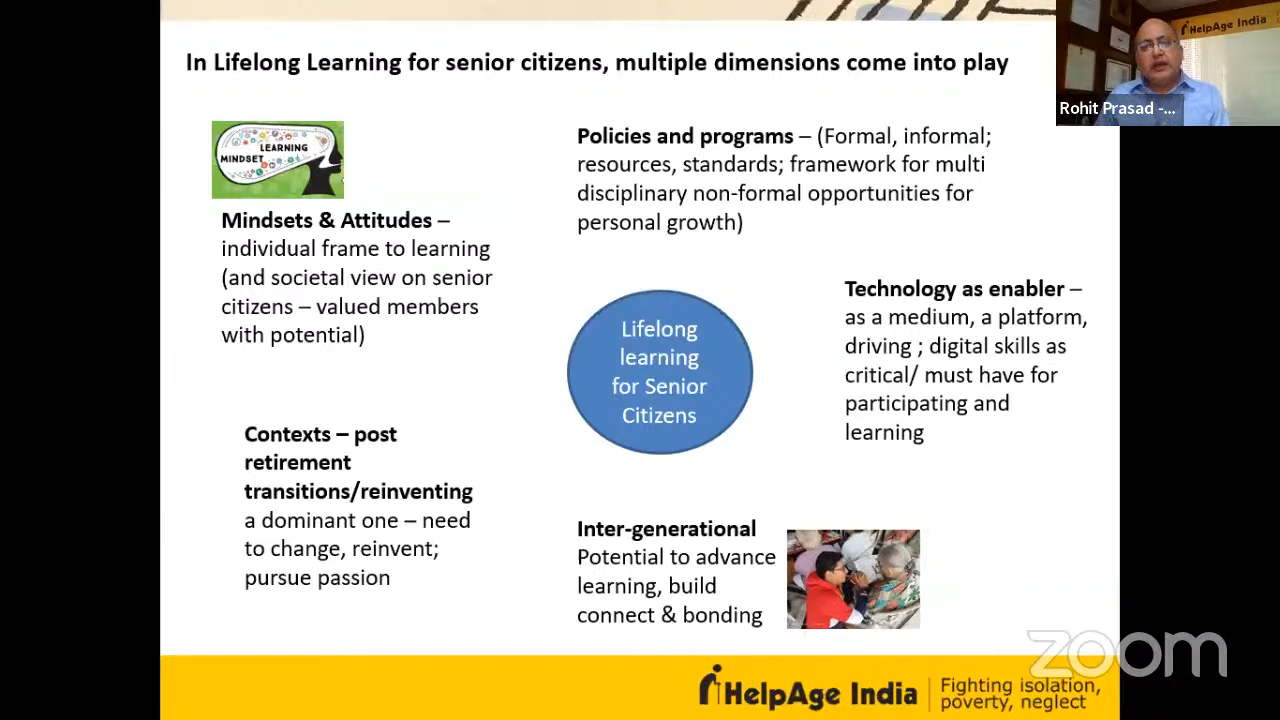 In Lifelong Learning for senior citizens, multiple dimensions come into play
HelpAge India
Rohit Prasad -...
LEARNING
MINDSET
Mindsets & Attitudes –
individual frame to learning
(and societal view on senior
citizens – valued members
with potential)
Policies and programs – (Formal, informal;
resources, standards; framework for multi
disciplinary non-formal opportunities for
personal growth)
Technology as enabler –
as a medium, a platform,
driving ; digital skills as
critical/ must have for
participating and
learning
Lifelong
learning
for Senior
Citizens
Contexts – post
retirement
transitions/reinventing
a dominant one – need
to change, reinvent;
pursue passion
Inter-generational
Potential to advance
learning, build
connect & bonding
zoom
HelpAge India
Fighting isolation,
poverty, neglect